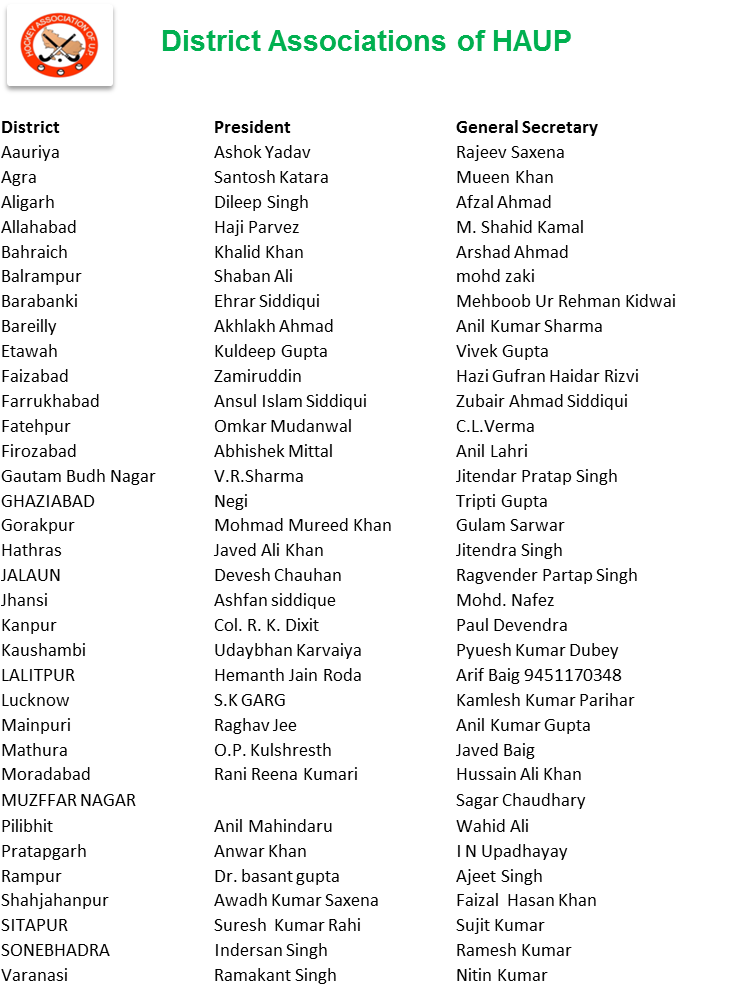 HOCKEY ASSOCIATION OF U.P
District Associations of HAUP
District President General Secretary
Aauriya Ashok Yadav Rajeev Saxena
Agra Santosh Katara Mueen Khan
Aligarh Dileep Singh Afzal Ahmad
Allahabad Haji Parvez M. Shahid Kamal
Bahraich Khalid Khan Arshad Ahmad
Balrampur Shaban Ali mohd zaki
Barabanki Ehrar Siddiqui Mehboob Ur Rehman Kidwai
Bareilly Akhlakh Ahmad Anil Kumar Sharma
Etawah Kuldeep Gupta Vivek Gupta
Faizabad Zamiruddin Hazi Gufran Haidar Rizvi
Farrukhabad Ansul Islam Siddiqui Zubair Ahmad Siddiqui
Fatehpur Omkar Mudanwal C.L.Verma
Firozabad Abhishek Mittal Anil Lahri
Gautam Budh Nagar V.R.Sharma Jitendar Pratap Singh
GHAZIABAD Negi Tripti Gupta
Gorakpur Mohmad Mureed Khan Gulam Sarwar
Hathras Javed Ali Khan Jitendra Singh
JALAUN Devesh Chauhan Ragvender Partap Singh
Jhansi Ashfan siddique Mohd. Nafez
Kanpur Col. R. K. Dixit Paul Devendra
Kaushambi Udaybhan Karvaiya Pyuesh Kumar Dubey
LALITPUR Hemanth Jain Roda Arif Baig 9451170348
Lucknow S.K GARG Kamlesh Kumar Parihar
Mainpuri Raghav Jee Anil Kumar Gupta
Mathura O.P. Kulshresth Javed Baig
Moradabad Rani Reena Kumari Hussain Ali Khan
MUZFFAR NAGAR Sagar Chaudhary
Pilibhit Anil Mahindaru Wahid Ali
Pratapgarh Anwar Khan I N Upadhayay
Rampur Dr. basant gupta Ajeet Singh
Shahjahanpur Awadh Kumar Saxena Faizal Hasan Khan
SITAPUR Suresh Kumar Rahi Sujit Kumar
SONEBHADRA Indersan Singh Ramesh Kumar
Varanasi Ramakant Singh Nitin Kumar